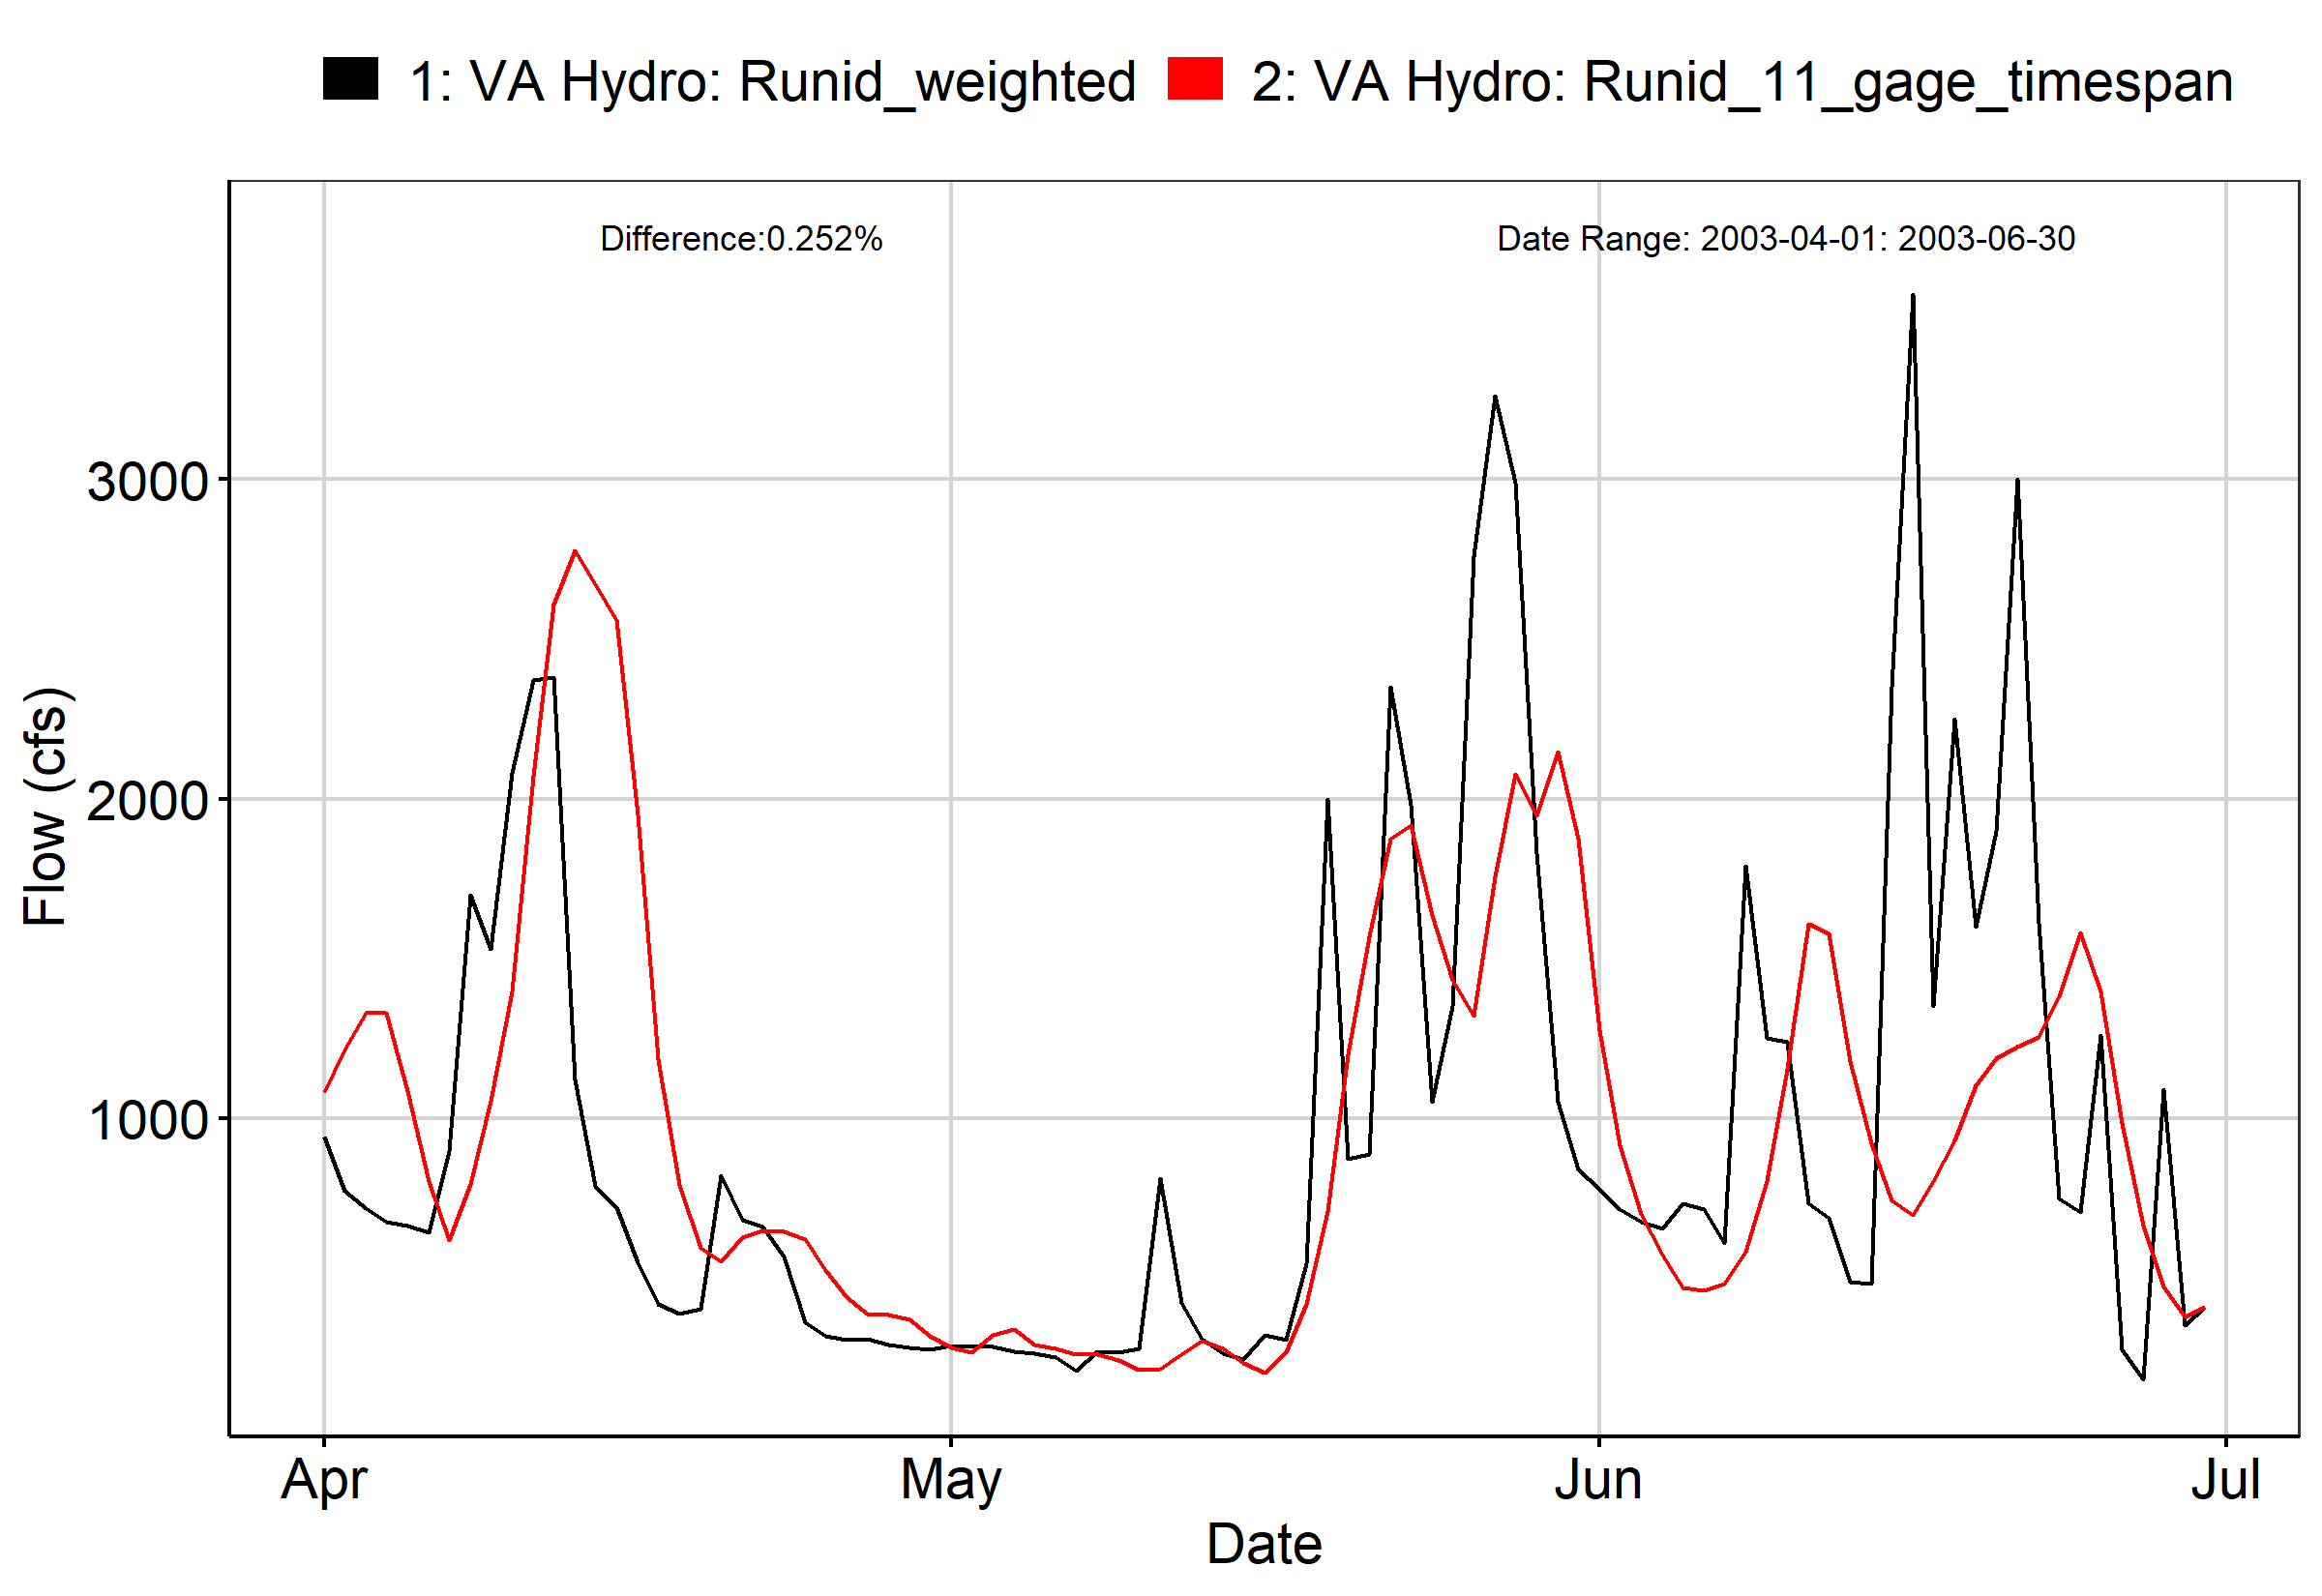 1: VA Hydro: Runid_weighted 2: VA Hydro: Runid_11_gage_timespan
Difference:0.252% Date Range: 2003-04-01: 2003-06-30
3000
2000
1000
Flow (cfs)
Apr May Jun Jul
Date